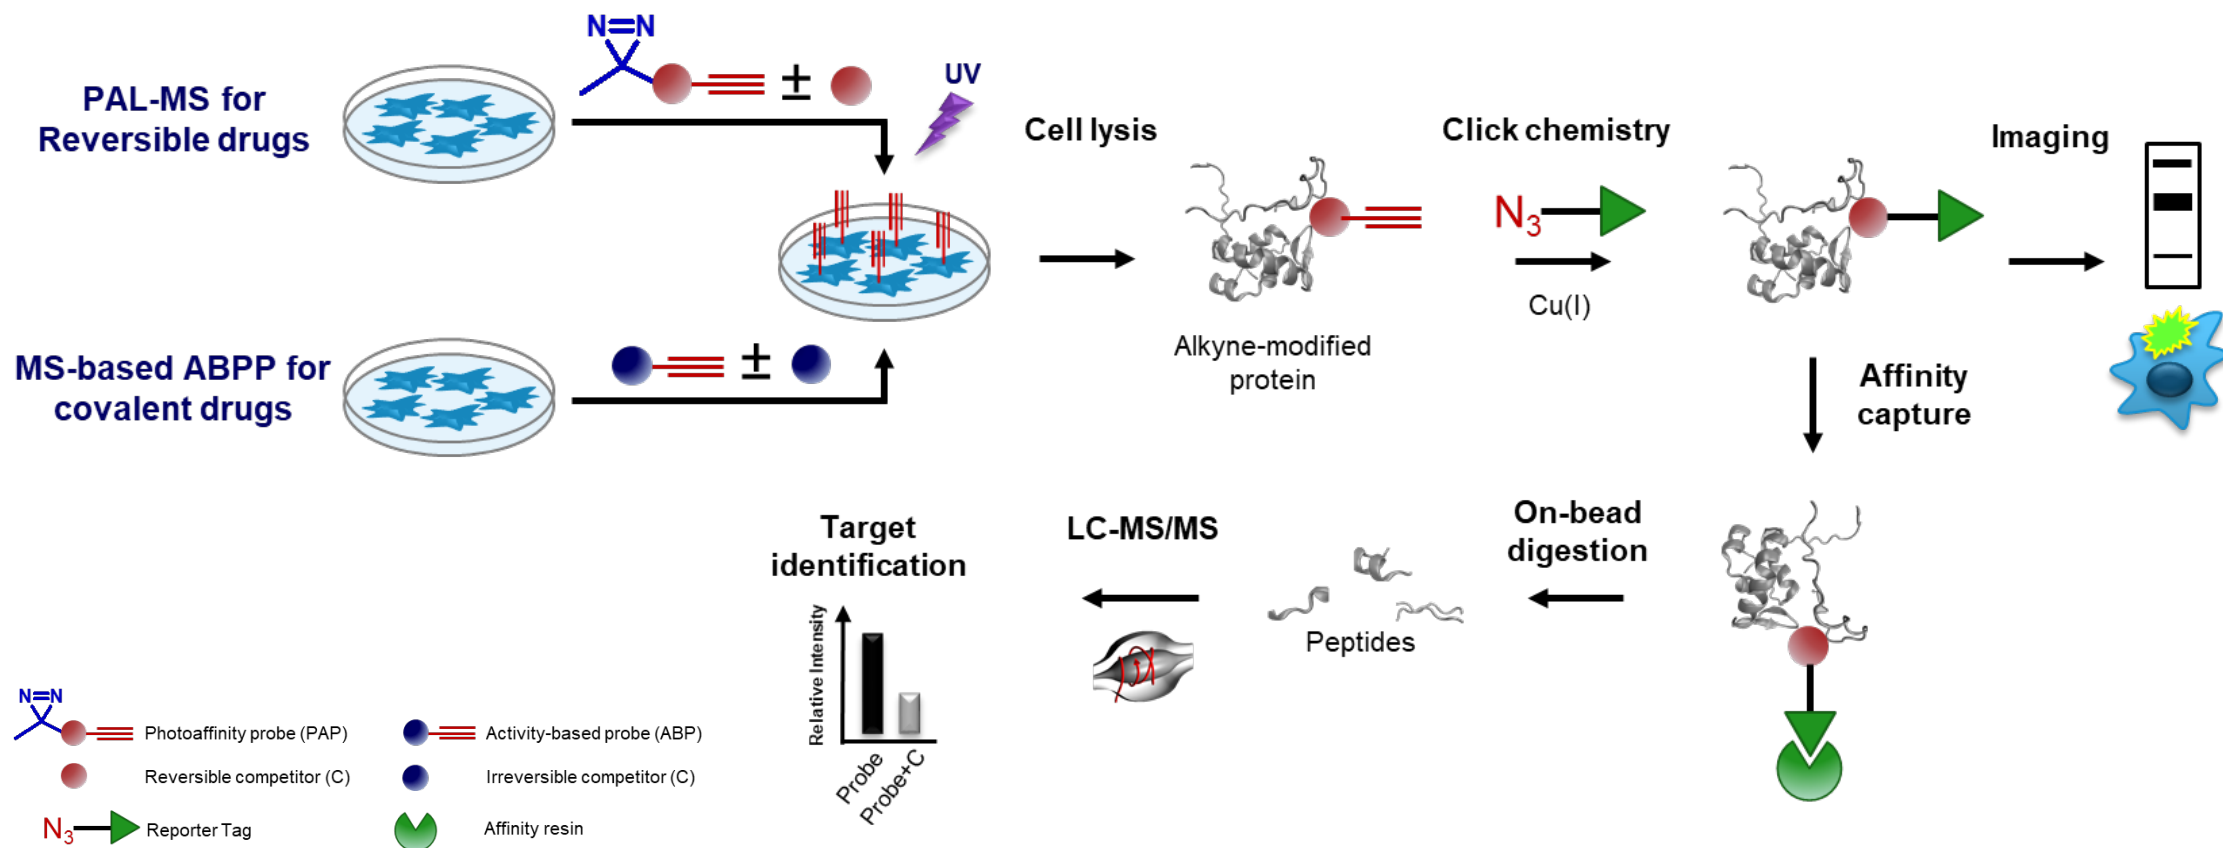 PAL-MS for
Reversible drugs
N=N
±
UV
MS-based ABPP for
covalent drugs
±
Cell lysis
Alkyne-modified
protein
Click chemistry
N3
Cu(I)
Imaging
Affinity
capture
On-bead
digestion
Peptides
LC-MS/MS
Target
identification
Relative Intensity
Probe
Probe+C
N=N
Photoaffinity probe (PAP)
Activity-based probe (ABP)
Reversible competitor (C)
Irreversible competitor (C)
N3
Reporter Tag
Affinity resin